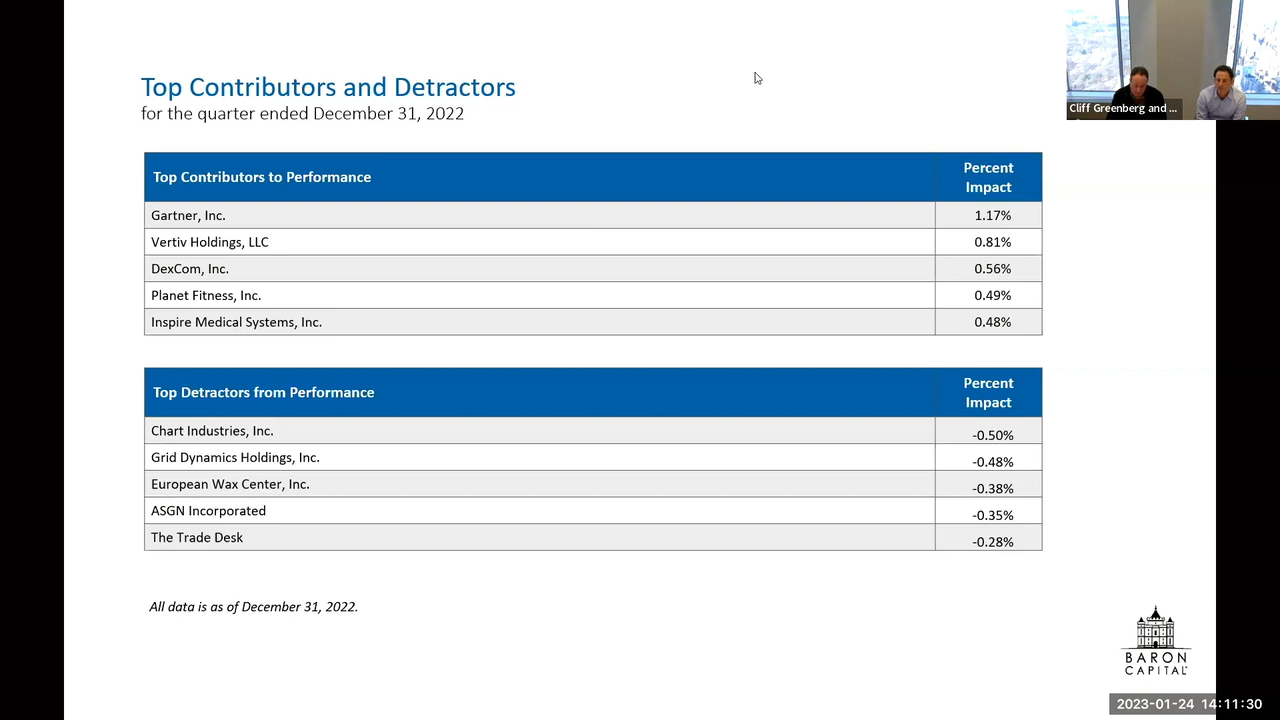 Top Contributors and Detractors
for the quarter ended December 31, 2022
Cliff Greenberg and ...
Top Contributors to Performance Percent Impact
Gartner, Inc. 1.17%
Vertiv Holdings, LLC 0.81%
DexCom, Inc. 0.56%
Planet Fitness, Inc. 0.49%
Inspire Medical Systems, Inc. 0.48%
Top Detractors from Performance Percent Impact
Chart Industries, Inc. -0.50%
Grid Dynamics Holdings, Inc. -0.48%
European Wax Center, Inc. -0.38%
ASGN Incorporated -0.35%
The Trade Desk -0.28%
All data is as of December 31, 2022.
BARON
CAPITAL
2023-01-24 14:11:30